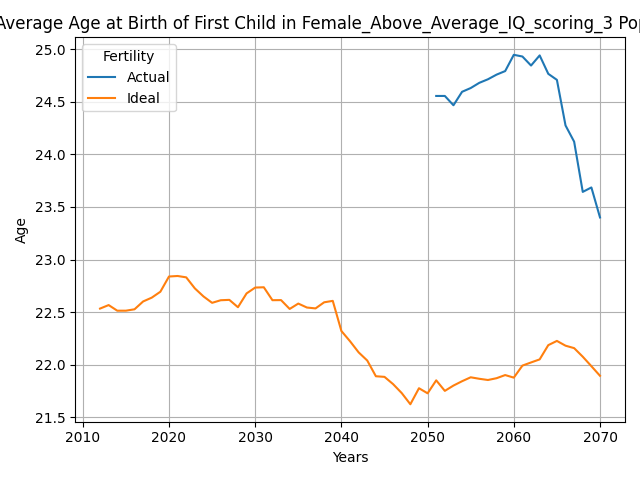 Average Age at Birth of First Child in Female_Above_Average_IQ_scoring_3 Pop
Fertility
Actual
Ideal
25.0
24.5
24.0
23.5
23.0
22.5
22.0
21.5
Age
2010 2020 2030 2040 2050 2060 2070
Years